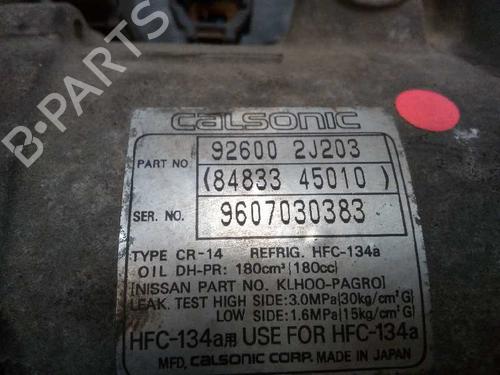 CALSONIC
PART NO 92600 2J203
(84833 45010)
SER. NO. 9607030383
TYPE CR-14 REFRIG. HFC-134a
OIL DH-PR: 180cm³(180cc)
[NISSAN PART NO. KLH00-PAGR0]
LEAK. TEST HIGH SIDE: 3.0MPa(30kg/cm²G)
LOW SIDE: 1.6MPa(15kg/cm²G)
HFC-134a用 USE FOR HFC-134a
MFD. CALSONIC CORP. MADE IN JAPAN
B-PARTS